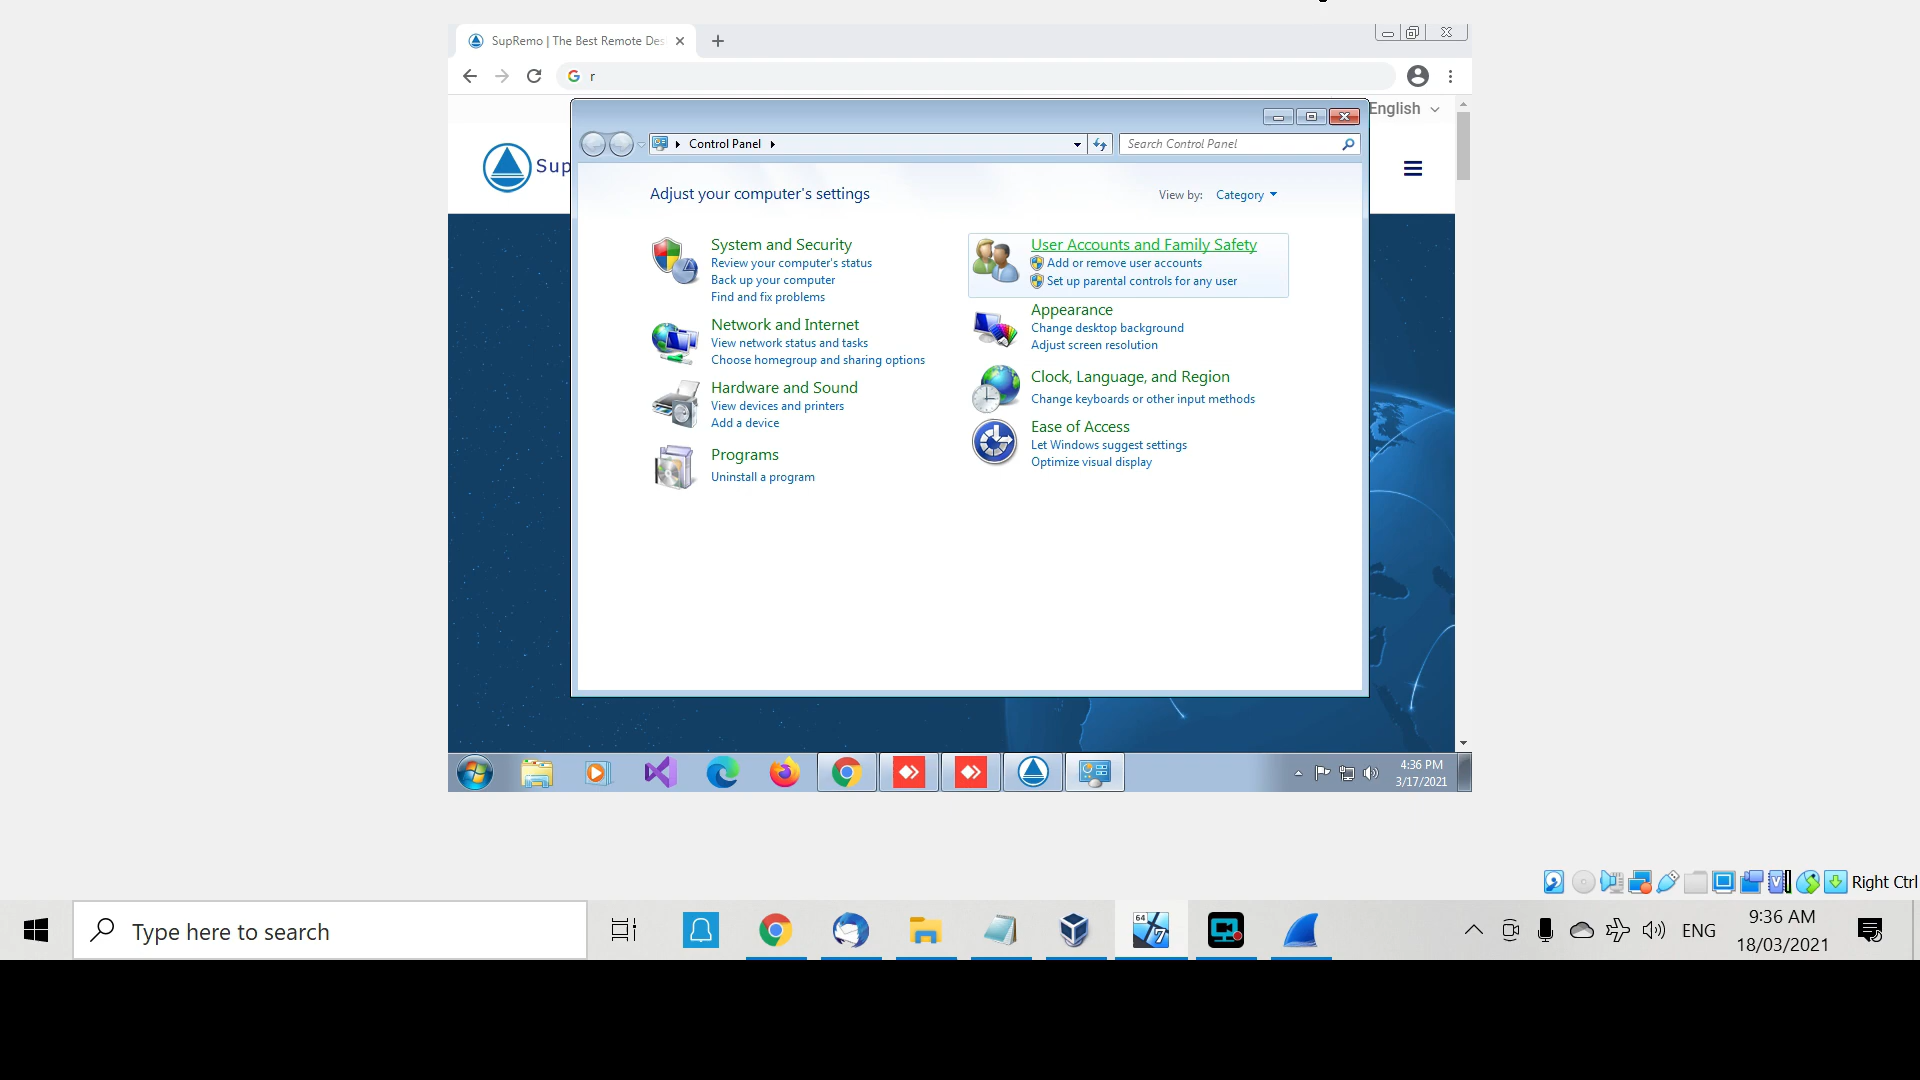 SupRemo | The Best Remote Des
r
English
Sup
Control Panel
Search Control Panel
Adjust your computer's settings
View by: Category
System and Security
Review your computer's status
Back up your computer
Find and fix problems
Network and Internet
View network status and tasks
Choose homegroup and sharing options
Hardware and Sound
View devices and printers
Add a device
Programs
Uninstall a program
User Accounts and Family Safety
Add or remove user accounts
Set up parental controls for any user
Appearance
Change desktop background
Adjust screen resolution
Clock, Language, and Region
Change keyboards or other input methods
Ease of Access
Let Windows suggest settings
Optimize visual display
4:36 PM
3/17/2021
Right Ctrl
Type here to search
64
7
ENG
9:36 AM
18/03/2021